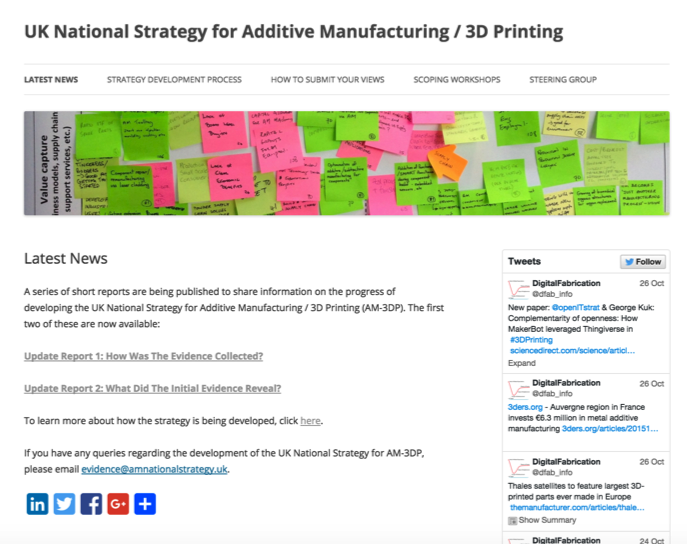 UK National Strategy for Additive Manufacturing / 3D Printing
LATEST NEWS
STRATEGY DEVELOPMENT PROCESS
HOW TO SUBMIT YOUR VIEWS
SCOPING WORKSHOPS
STEERING GROUP
Value capture
iness models, supply chain
support services, etc.)
Latest News
A series of short reports are being published to share information on the progress of
developing the UK National Strategy for Additive Manufacturing / 3D Printing (AM-3DP). The first
two of these are now available:
Update Report 1: How Was The Evidence Collected?
Update Report 2: What Did The Initial Evidence Reveal?
To learn more about how the strategy is being developed, click here.
If you have any queries regarding the development of the UK National Strategy for AM-3DP,
please email evidence@amnationalstrategy.uk.
Tweets
Follow
DigitalFabrication 26 Oct
@dfab_info
New paper: @openITstrat & George Kuk:
Complementarity of openness: How
MakerBot leveraged Thingiverse in
#3DPrinting
sciencedirect.com/science/articl...
Expand
DigitalFabrication 26 Oct
@dfab_info
3ders.org - Auvergne region in France
invests €6.3 million in metal additive
manufacturing 3ders.org/articles/20151...
DigitalFabrication 26 Oct
@dfab_info
Thales satellites to feature largest 3D-
printed parts ever made in Europe
themanufacturer.com/articles/thale...
Show Summary
DigitalFabrication 24 Oct